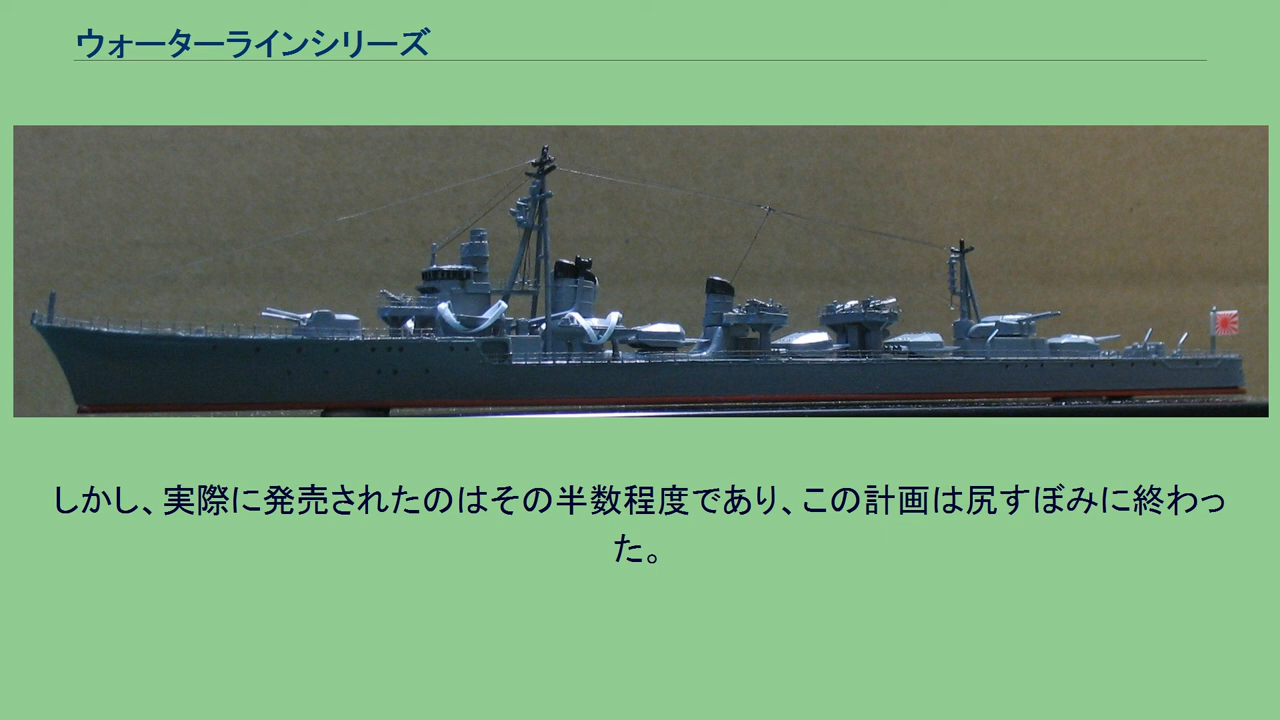 ウォーターラインシリーズ
しかし、実際に発売されたのはその半数程度であり、この計画は尻すぼみに終わっ
た。